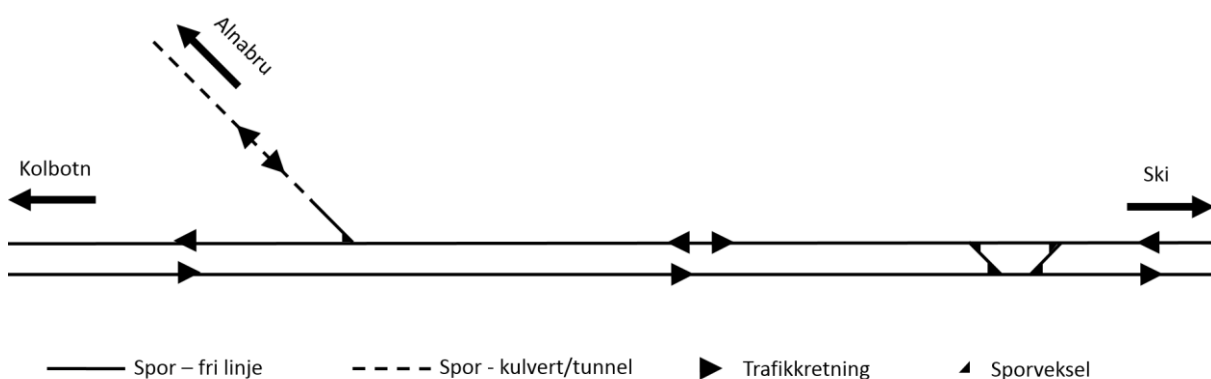 Alnabru
Kolbotn
Ski
Spor – fri linje
Spor - kulvert/tunnel
Trafikkretning
Sporveksel